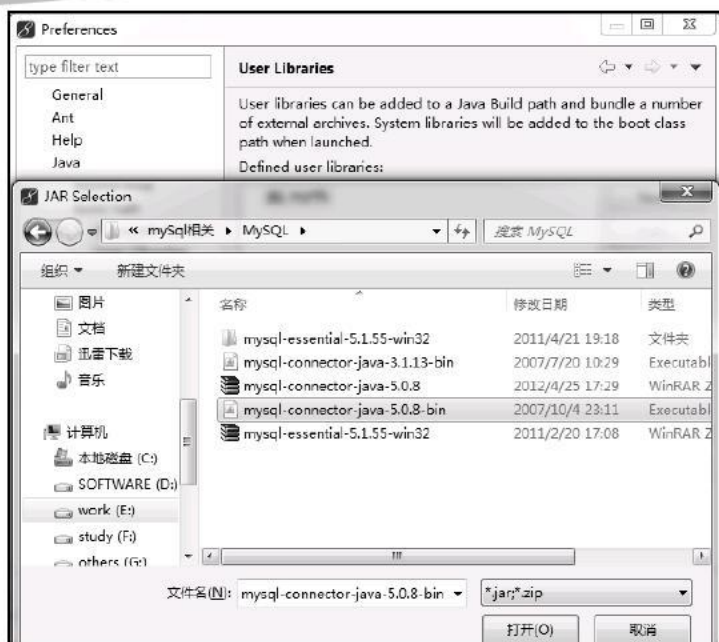 Preferences
type filter text
General
Ant
Help
Java
User Libraries
User libraries can be added to a Java Build path and bundle a number
of external archives. System libraries will be added to the boot class
path when launched.
Defined user libraries:
JAR Selection
« mySql相关 ▸ MySQL ▸
搜索 MySQL
组织 新建文件夹
图片
文档
迅雷下载
音乐
计算机
本地磁盘 (C:)
SOFTWARE (D:)
work (E:)
study (F:)
others (G:)
名称 修改日期 类型
mysql-essential-5.1.55-win32 2011/4/21 19:18 文件夹
mysql-connector-java-3.1.13-bin 2007/7/20 10:29 Executabl
mysql-connector-java-5.0.8 2012/4/25 17:29 WinRAR Z
mysql-connector-java-5.0.8-bin 2007/10/4 23:11 Executabl
mysql-essential-5.1.55-win32 2011/2/20 17:08 WinRAR Z
文件名(N): mysql-connector-java-5.0.8-bin *.jar;*.zip
打开(O) 取消